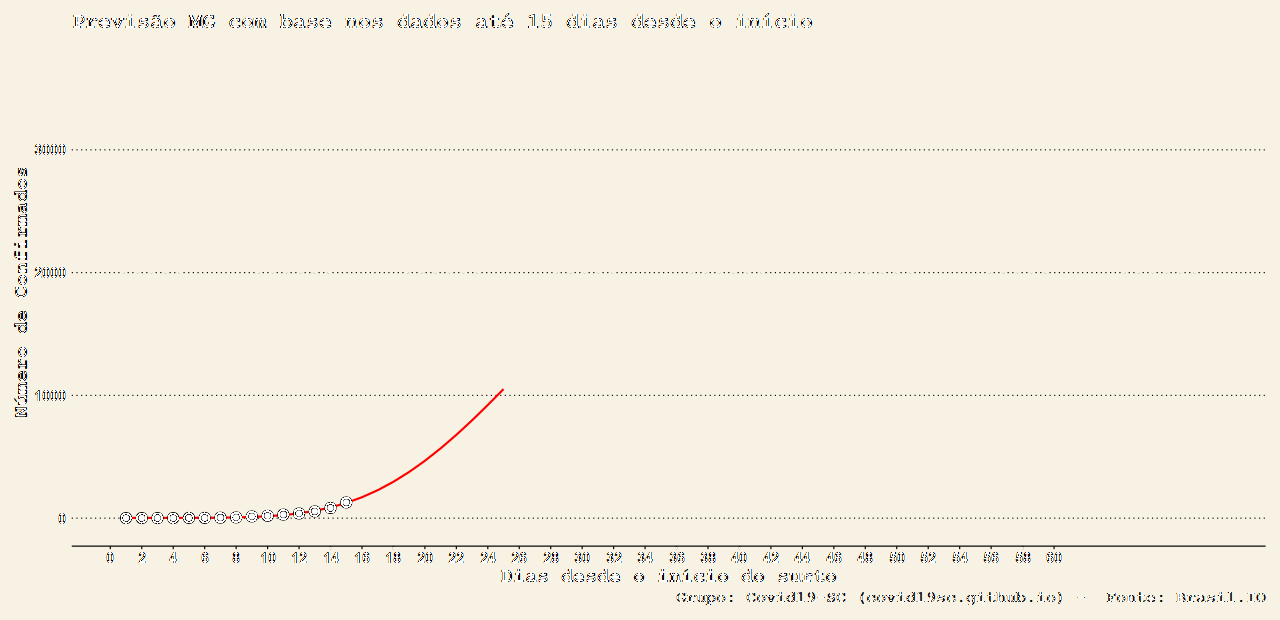 Previsão MG com base nos dados até 15 dias desde o início
30000
20000
10000
0
Número de Confirmados
0 2 4 6 8 10 12 14 16 18 20 22 24 26 28 30 32 34 36 38 40 42 44 46 48 50 52 54 56 58 60
Dias desde o início do surto
Grupo: Covid19-SC (covid19sc.github.io) - Fonte: Brasil.IO